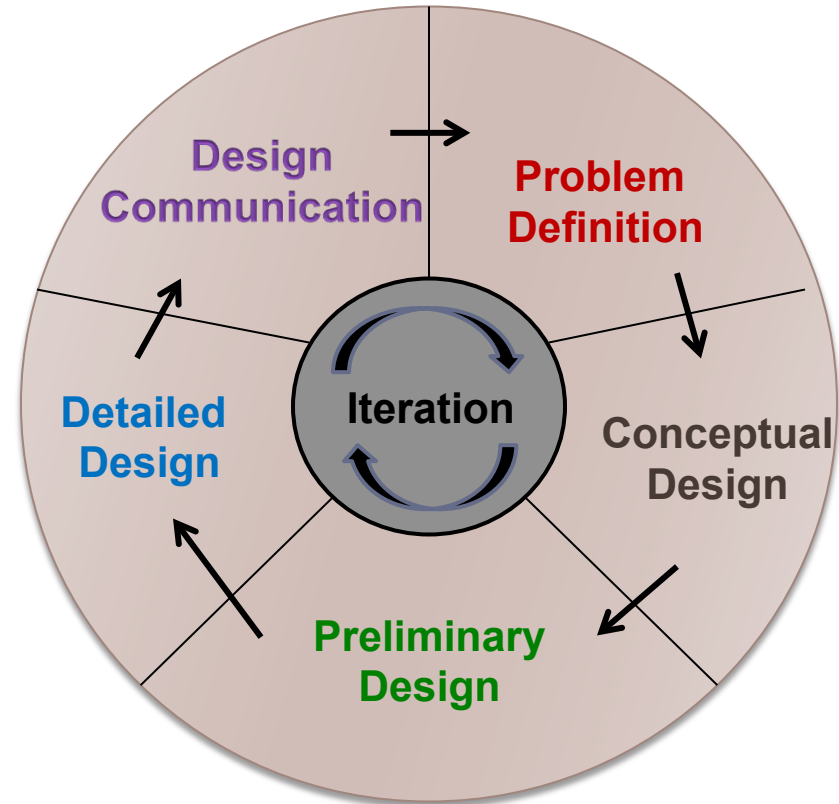 Design
Communication
Problem
Definition
Detailed
Design
Iteration
Conceptual
Design
Preliminary
Design